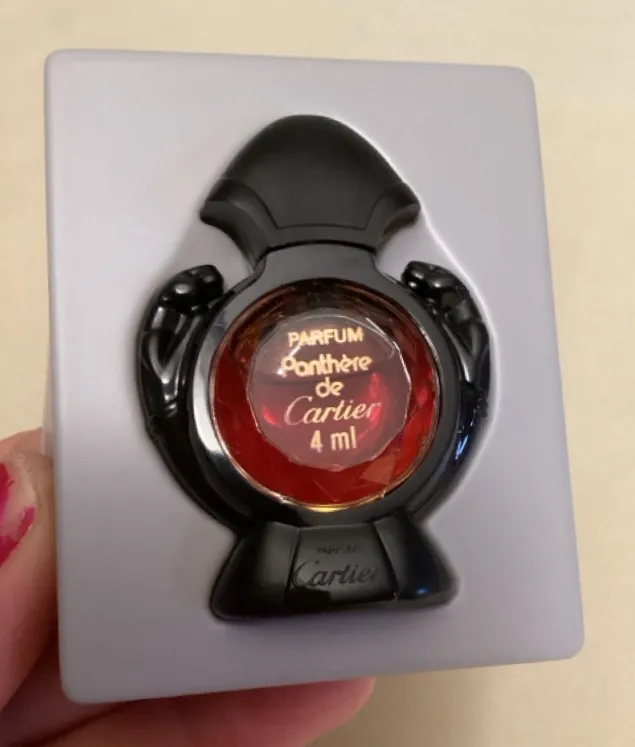 PARFUM
Panthère
de
Cartier
4 ml
PARFUM
Cartier